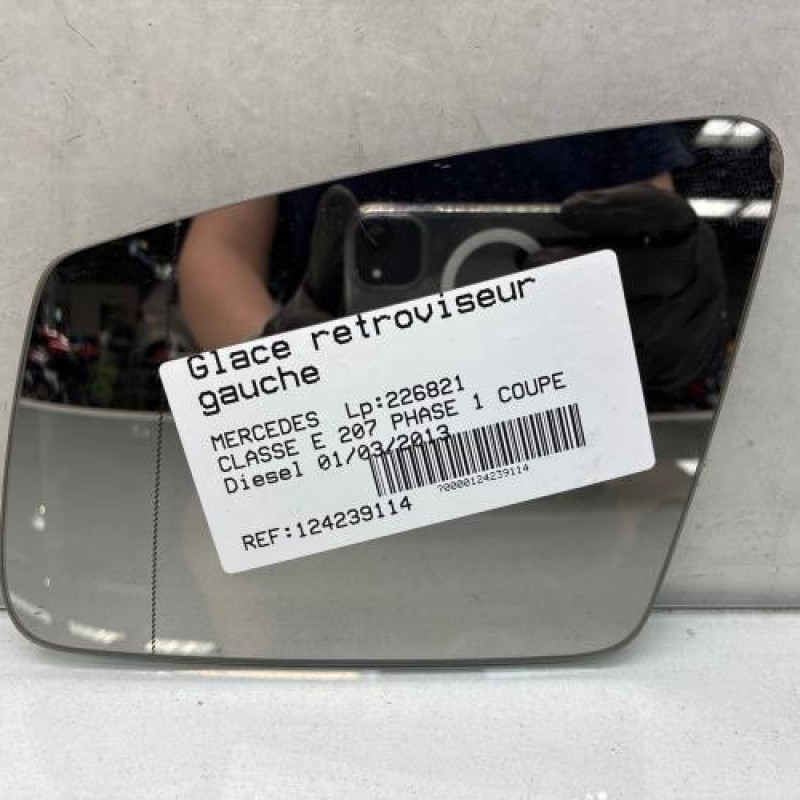 Glace retroviseur
gauche
MERCEDES Lp:226821
CLASSE E 207 PHASE 1 COUPE
Diesel 01/03/2013
70000124239114
REF:124239114